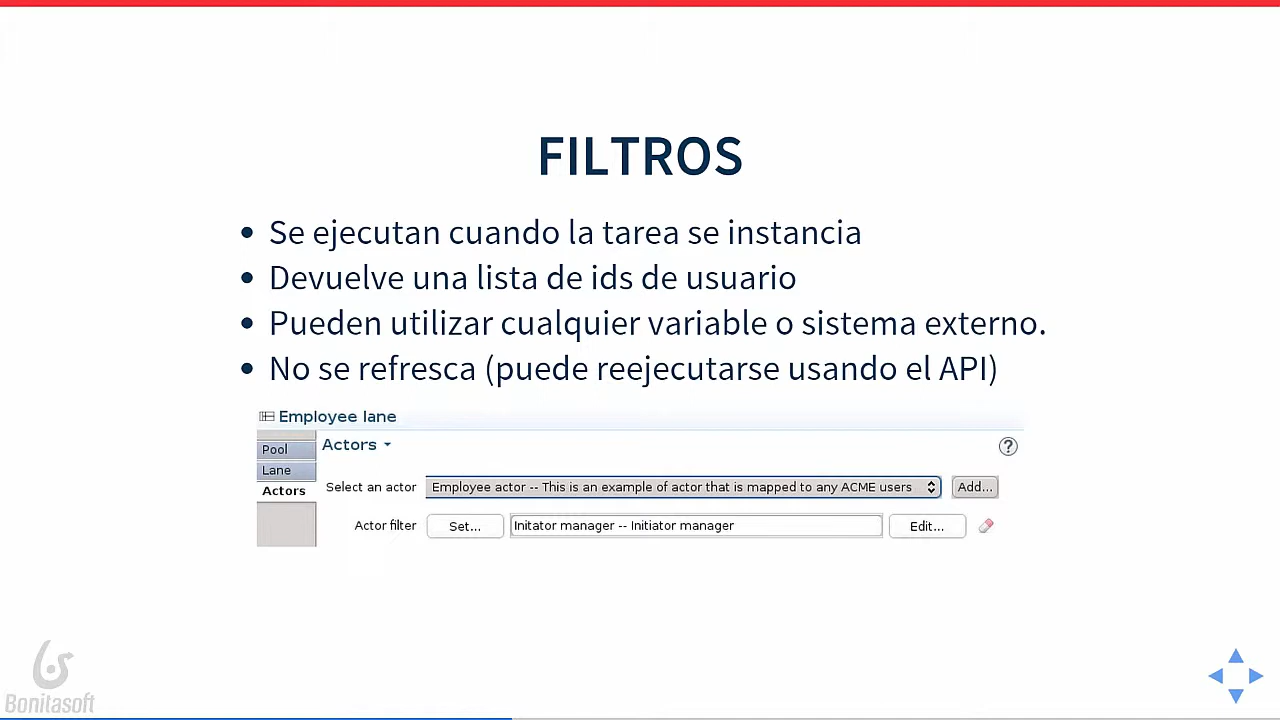 FILTROS
• Se ejecutan cuando la tarea se instancia
• Devuelve una lista de ids de usuario
• Pueden utilizar cualquier variable o sistema externo.
• No se refresca (puede reejecutarse usando el API)
Employee lane
Pool
Actors
?
Lane
Actors
Select an actor
Employee actor -- This is an example of actor that is mapped to any ACME users
Add...
Actor filter
Set...
Initator manager -- Initiator manager
Edit...
Bonitasoft